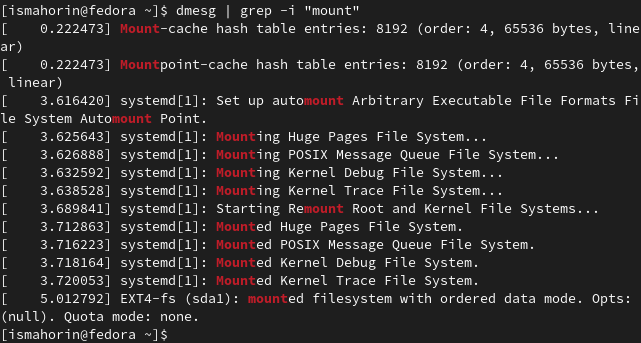 [ismahorin@fedora ~]$ dmesg | grep -i "mount"
[    0.222473] Mount-cache hash table entries: 8192 (order: 4, 65536 bytes, line
ar)
[    0.222473] Mountpoint-cache hash table entries: 8192 (order: 4, 65536 bytes,
 linear)
[    3.616420] systemd[1]: Set up automount Arbitrary Executable File Formats Fi
le System Automount Point.
[    3.625643] systemd[1]: Mounting Huge Pages File System...
[    3.626888] systemd[1]: Mounting POSIX Message Queue File System...
[    3.632592] systemd[1]: Mounting Kernel Debug File System...
[    3.638528] systemd[1]: Mounting Kernel Trace File System...
[    3.689841] systemd[1]: Starting Remount Root and Kernel File Systems...
[    3.712863] systemd[1]: Mounted Huge Pages File System.
[    3.716223] systemd[1]: Mounted POSIX Message Queue File System.
[    3.718164] systemd[1]: Mounted Kernel Debug File System.
[    3.720053] systemd[1]: Mounted Kernel Trace File System.
[    5.012792] EXT4-fs (sda1): mounted filesystem with ordered data mode. Opts:
(null). Quota mode: none.
[ismahorin@fedora ~]$